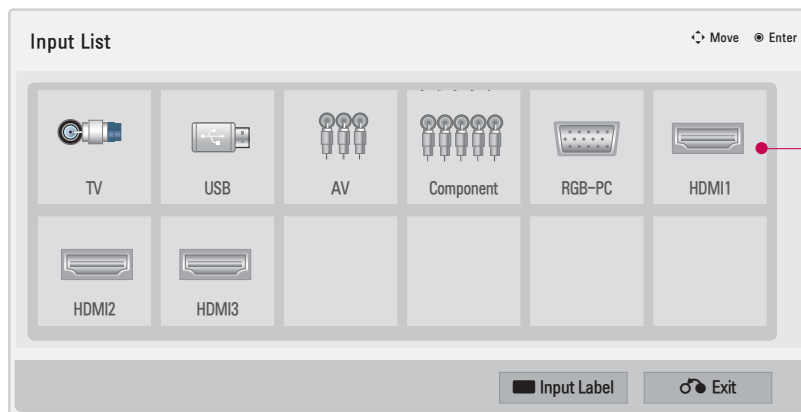 Input List
Move Enter
TV USB AV Component RGB-PC HDMI1
HDMI2 HDMI3
Input Label Exit